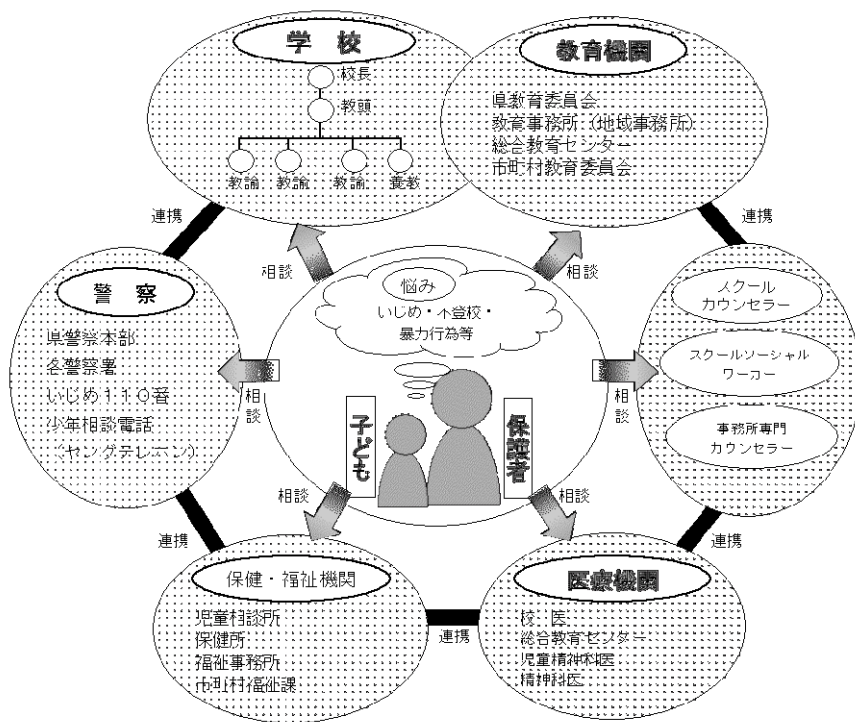 学校
校長
教頭
教諭
教諭
教諭
養教
教育機関
県教育委員会
教育事務所（地域事務所）
総合教育センター
市町村教育委員会
連携
連携
相談
相談
悩み
いじめ・不登校・
暴力行為等
警察
県警察本部
各警察署
いじめ１１０番
少年相談電話
（ヤングテレホン）
相談
子ども
保護者
相談
スクール
カウンセラー
スクールソーシャル
ワーカー
事務所専門
カウンセラー
相談
相談
連携
連携
保健・福祉機関
児童相談所
保健所
福祉事務所
市町村福祉課
連携
医療機関
校医
総合教育センター
児童精神科医
精神科医